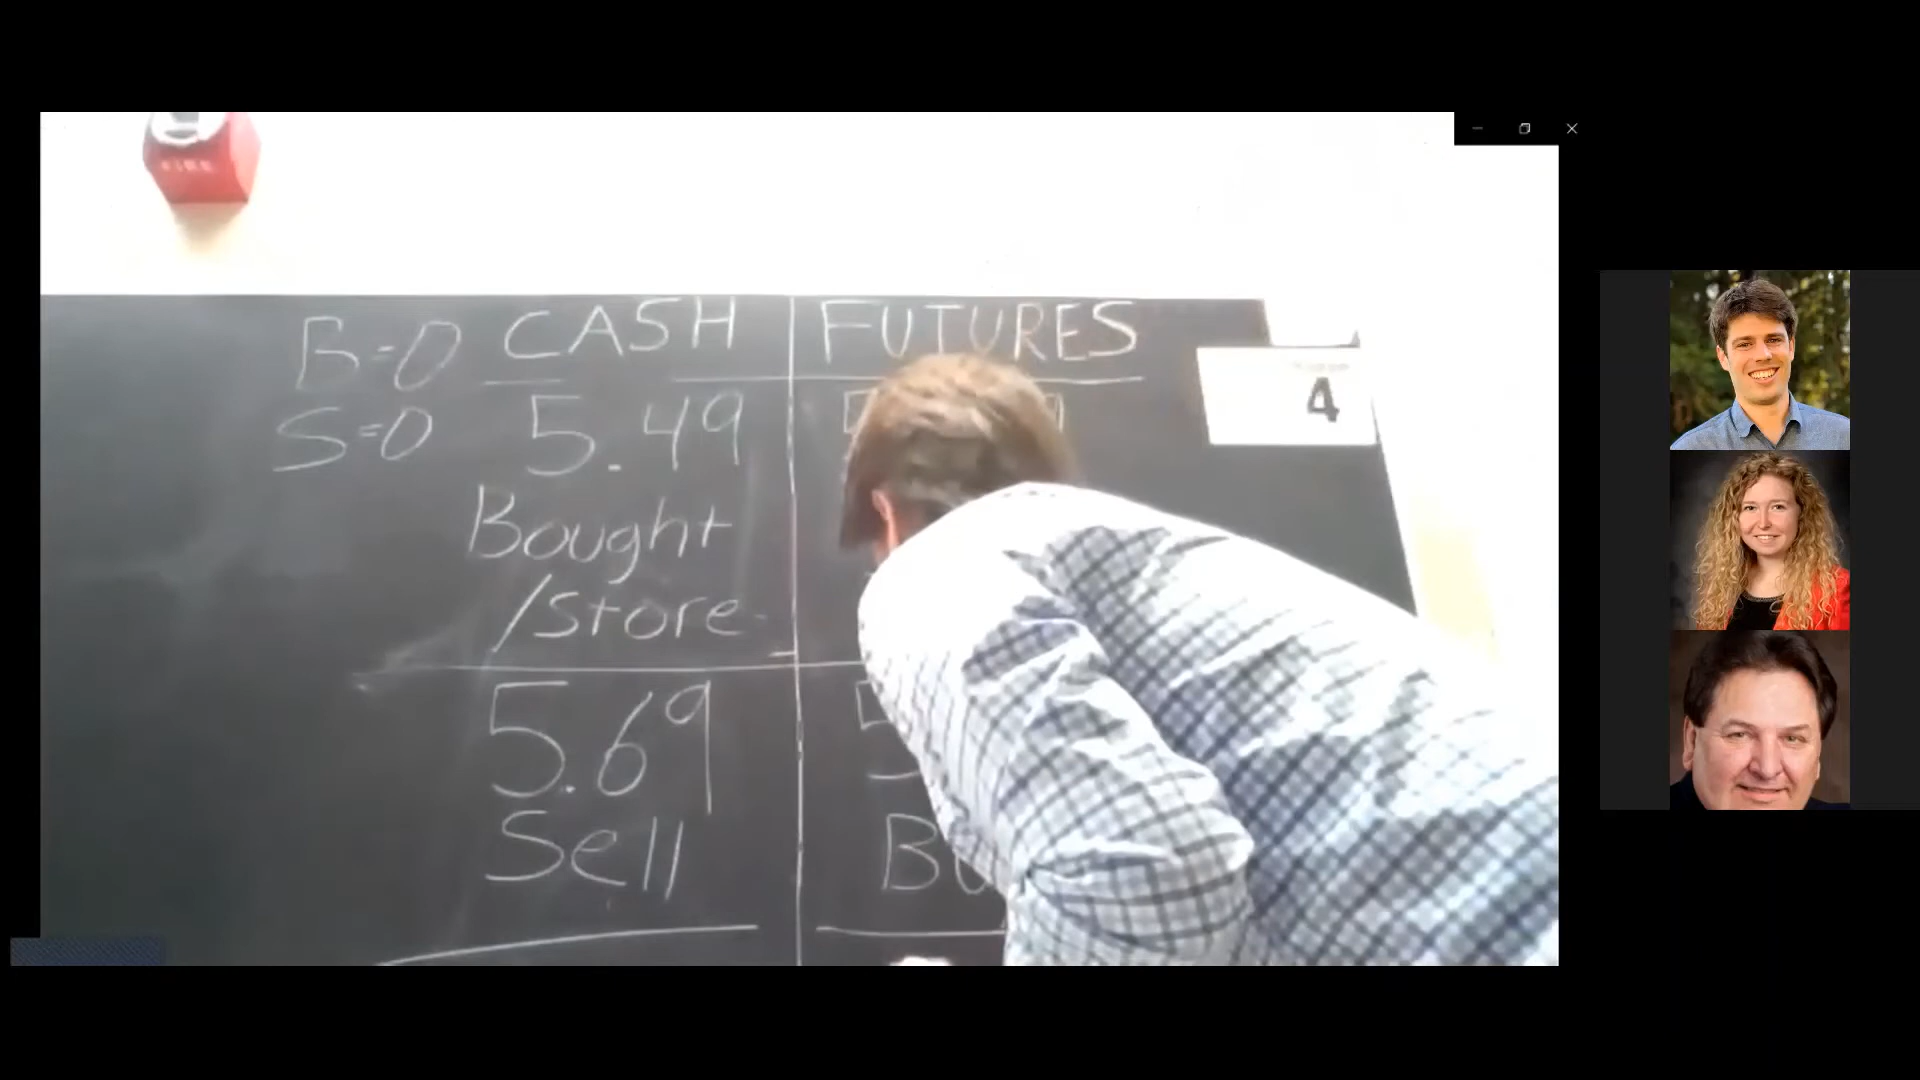 B=0 CASH FUTURES
S=0 5.49
Bought
/Store
5.69
Sell
4